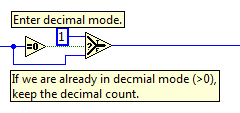 Enter decimal mode.
=0
1
?
If we are already in decmial mode (>0),
keep the decimal count.